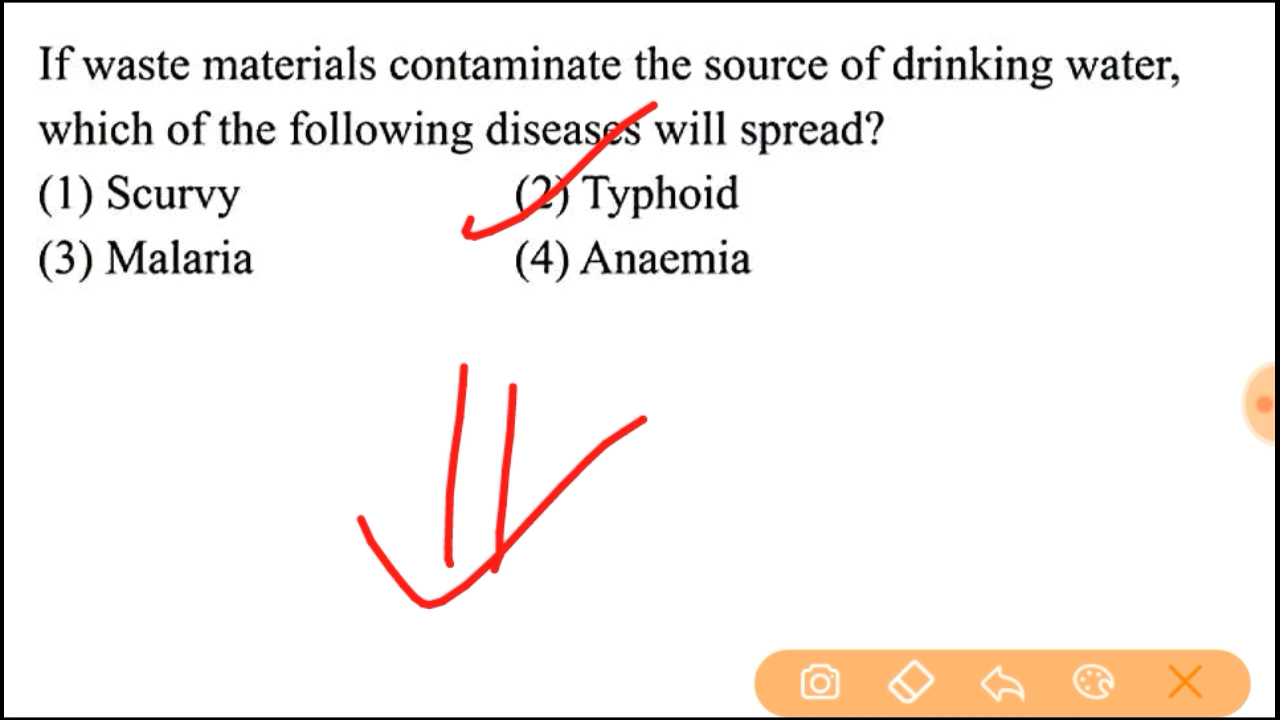 If waste materials contaminate the source of drinking water,
which of the following diseases will spread?
(1) Scurvy (2) Typhoid
(3) Malaria (4) Anaemia